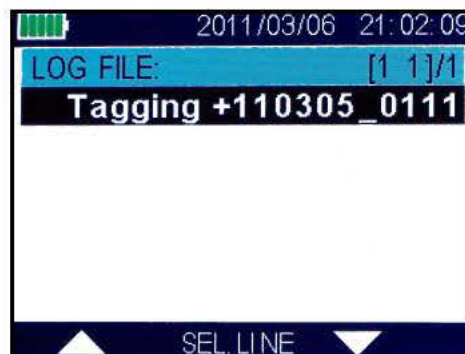 2011/03/06 21:02:09
LOG FILE: [1 1]/1
Tagging +110305_0111
SEL.LINE